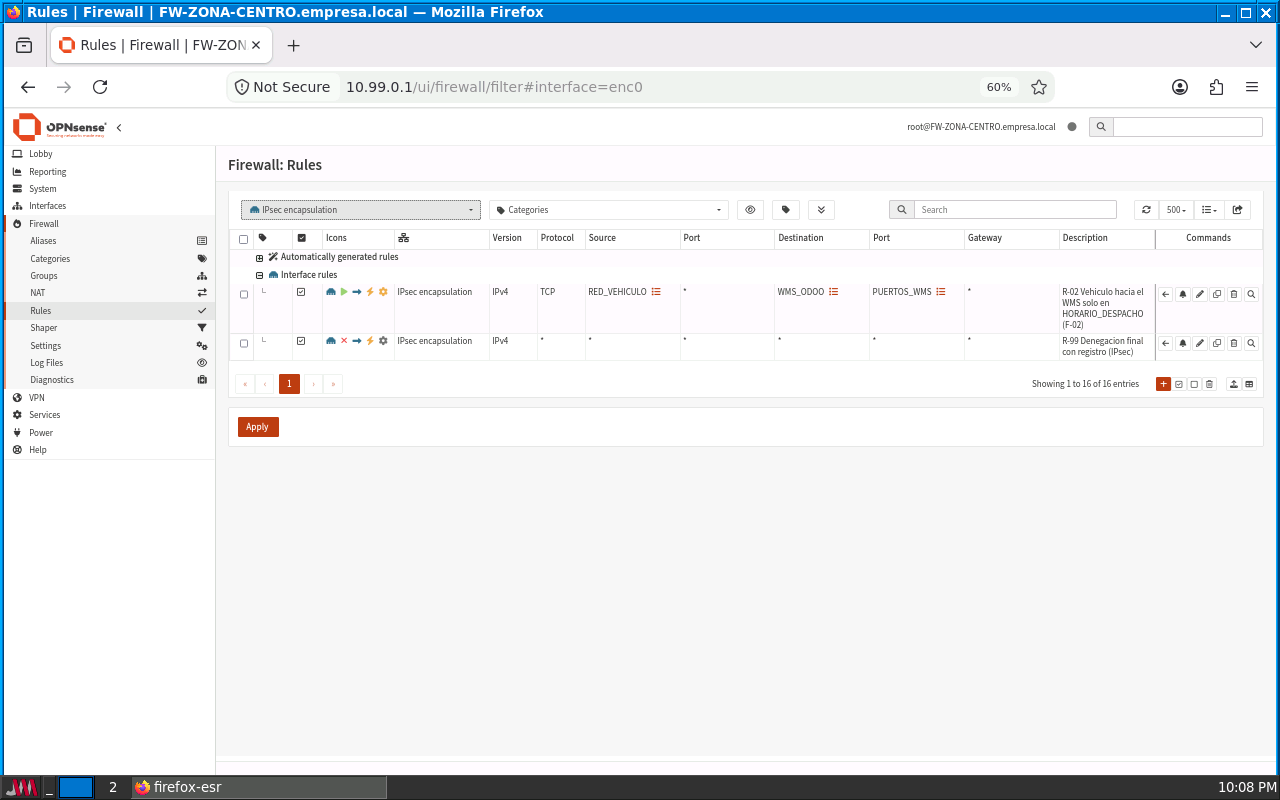 Rules | Firewall | FW-ZONA-CENTRO.empresa.local — Mozilla Firefox
Rules | Firewall | FW-ZON
Not Secure 10.99.0.1/ui/firewall/filter#interface=enc0 60%
OPNsense
root@FW-ZONA-CENTRO.empresa.local
Lobby
Reporting
System
Interfaces
Firewall
Aliases
Categories
Groups
NAT
Rules
Shaper
Settings
Log Files
Diagnostics
VPN
Services
Power
Help
Firewall: Rules
IPsec encapsulation Categories Search 500
Icons Version Protocol Source Port Destination Port Gateway Description Commands
Automatically generated rules
Interface rules
IPsec encapsulation IPv4 TCP RED_VEHICULO * WMS_ODOO PUERTOS_WMS * R-02 Vehiculo hacia el
WMS solo en
HORARIO_DESPACHO
(F-02)
IPsec encapsulation IPv4 * * * * * * R-99 Denegacion final
con registro (IPsec)
« ‹ 1 › » Showing 1 to 16 of 16 entries
Apply
2 firefox-esr 10:08 PM